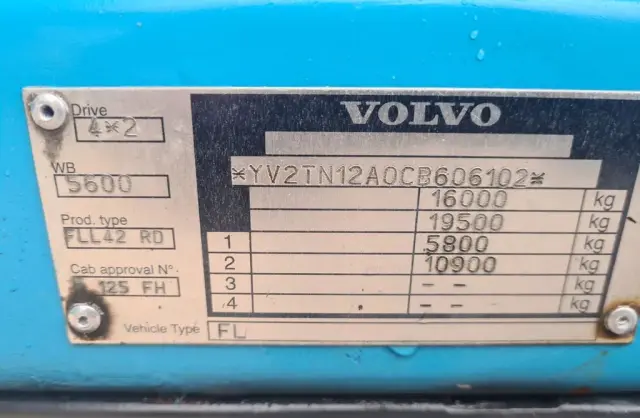 Drive
4*2
WB
5600
Prod. type
FLL42 RD
Cab approval N°
125 FH
VOLVO
*YV2TN12A0CB606102*
16000 kg
19500 kg
1 5800 kg
2 10900 kg
3 -- kg
4 -- kg
Vehicle Type FL